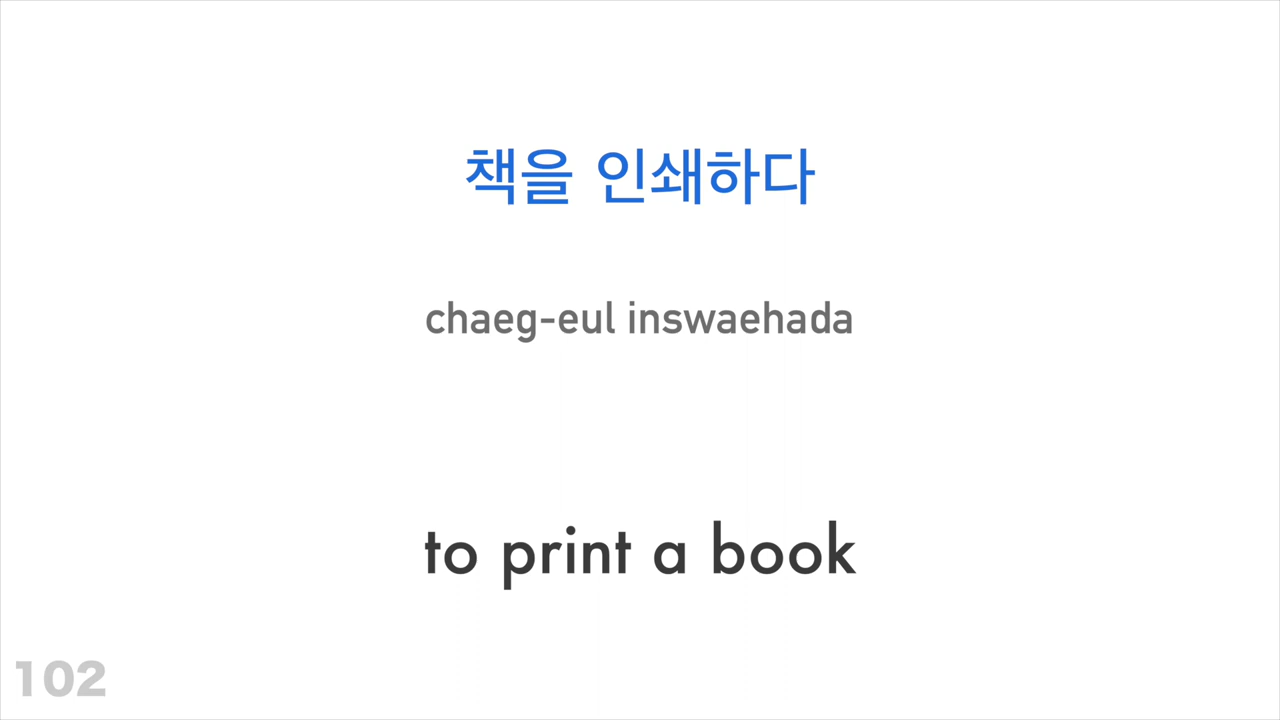 책을 인쇄하다
chaeg-eul inswaehada
to print a book
102